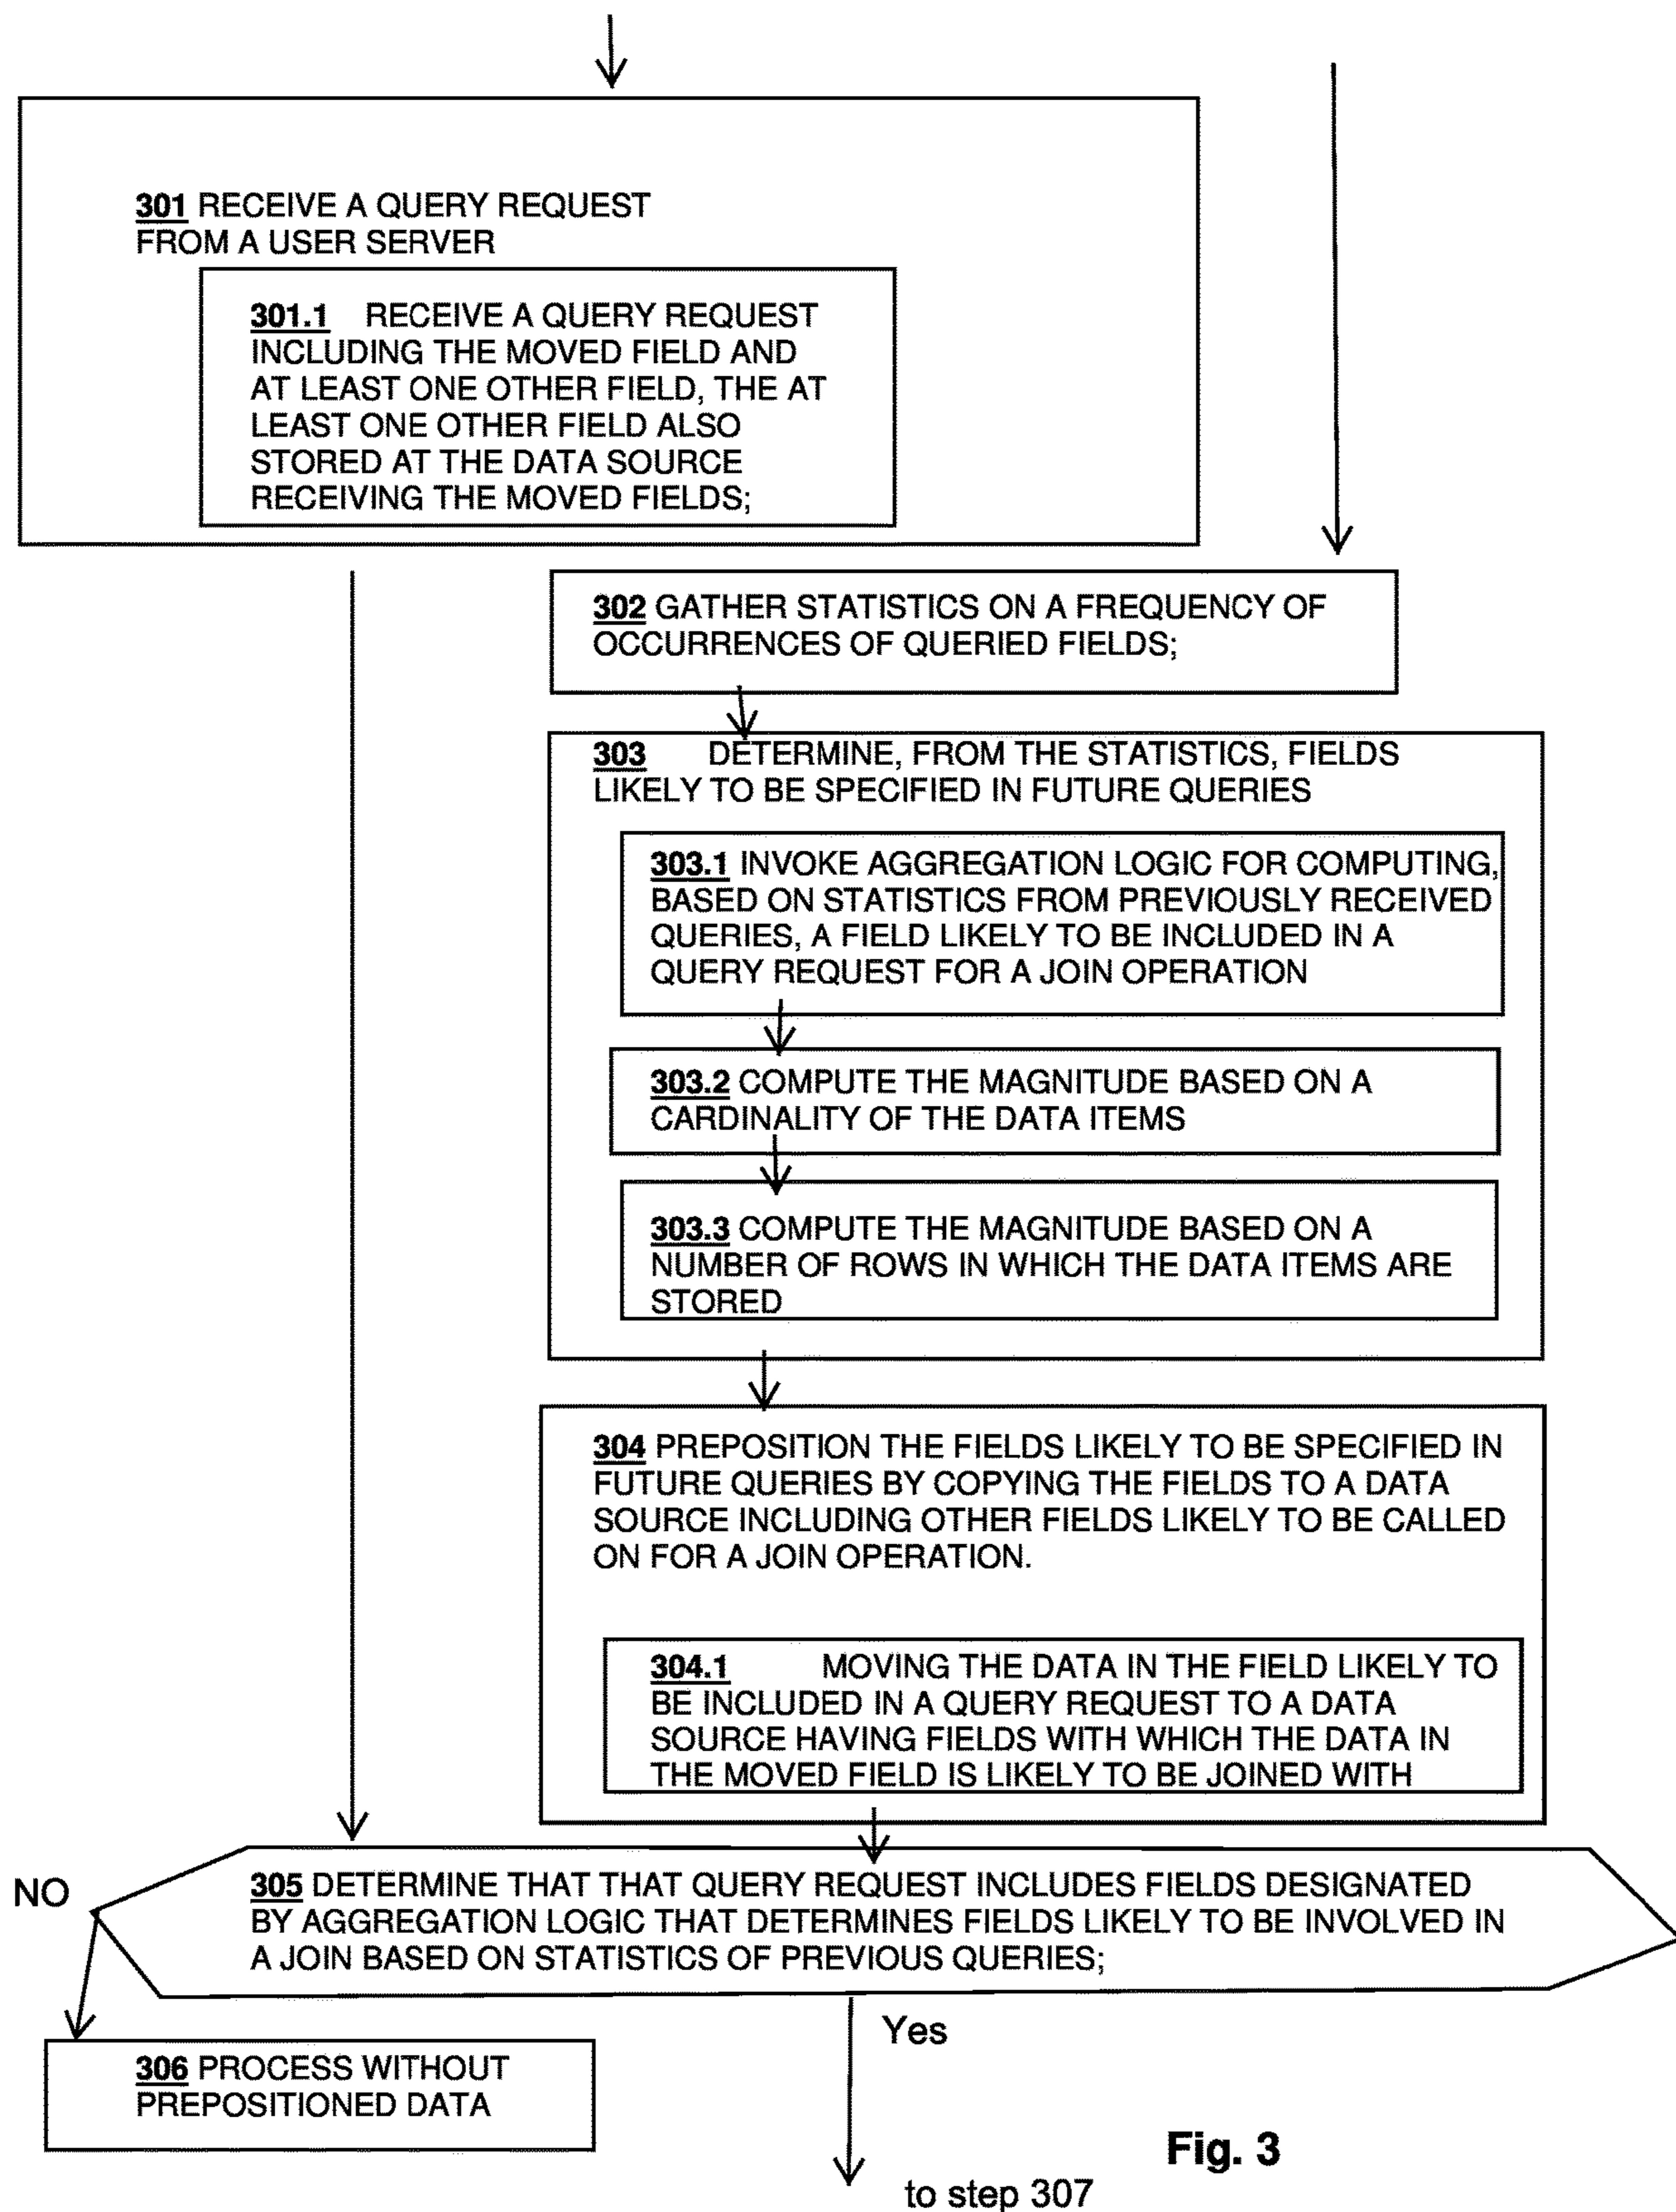 301 RECEIVE A QUERY REQUEST
FROM A USER SERVER
301.1 RECEIVE A QUERY REQUEST
INCLUDING THE MOVED FIELD AND
AT LEAST ONE OTHER FIELD, THE AT
LEAST ONE OTHER FIELD ALSO
STORED AT THE DATA SOURCE
RECEIVING THE MOVED FIELDS;
302 GATHER STATISTICS ON A FREQUENCY OF
OCCURRENCES OF QUERIED FIELDS;
303 DETERMINE, FROM THE STATISTICS, FIELDS
LIKELY TO BE SPECIFIED IN FUTURE QUERIES
303.1 INVOKE AGGREGATION LOGIC FOR COMPUTING,
BASED ON STATISTICS FROM PREVIOUSLY RECEIVED
QUERIES, A FIELD LIKELY TO BE INCLUDED IN A
QUERY REQUEST FOR A JOIN OPERATION
303.2 COMPUTE THE MAGNITUDE BASED ON A
CARDINALITY OF THE DATA ITEMS
303.3 COMPUTE THE MAGNITUDE BASED ON A
NUMBER OF ROWS IN WHICH THE DATA ITEMS ARE
STORED
304 PREPOSITION THE FIELDS LIKELY TO BE SPECIFIED IN
FUTURE QUERIES BY COPYING THE FIELDS TO A DATA
SOURCE INCLUDING OTHER FIELDS LIKELY TO BE CALLED
ON FOR A JOIN OPERATION.
304.1 MOVING THE DATA IN THE FIELD LIKELY TO
BE INCLUDED IN A QUERY REQUEST TO A DATA
SOURCE HAVING FIELDS WITH WHICH THE DATA IN
THE MOVED FIELD IS LIKELY TO BE JOINED WITH
NO
305 DETERMINE THAT THAT QUERY REQUEST INCLUDES FIELDS DESIGNATED
BY AGGREGATION LOGIC THAT DETERMINES FIELDS LIKELY TO BE INVOLVED IN
A JOIN BASED ON STATISTICS OF PREVIOUS QUERIES;
Yes
306 PROCESS WITHOUT
PREPOSITIONED DATA
Fig. 3
to step 307